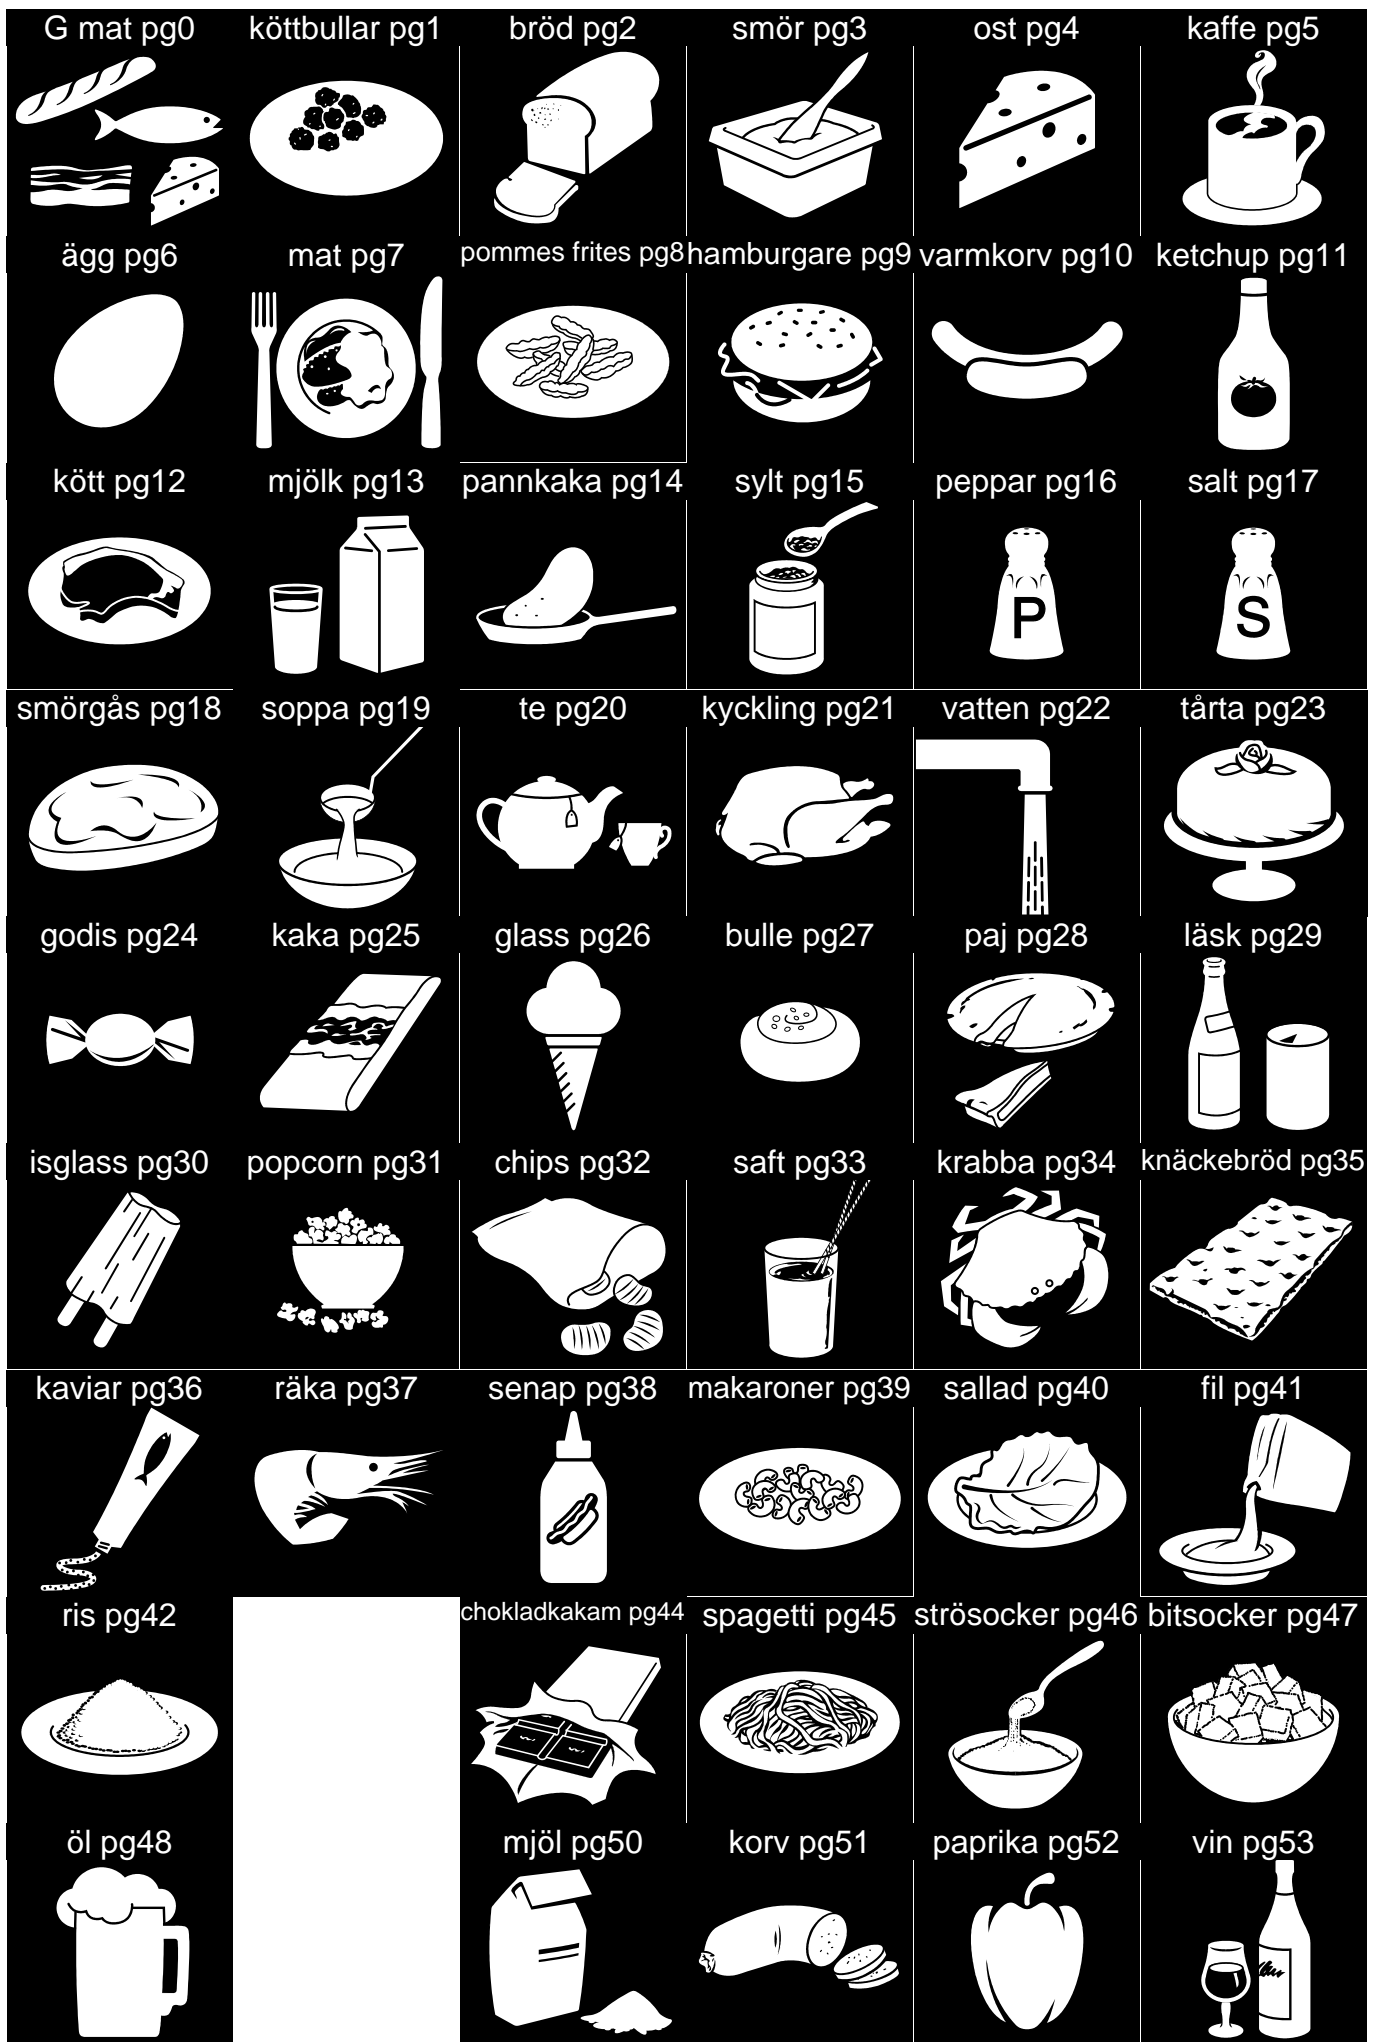 G mat pg0
köttbullar pg1
bröd pg2
smör pg3
ost pg4
kaffe pg5
ägg pg6
mat pg7
pommes frites pg8
hamburgare pg9
varmkorv pg10
ketchup pg11
kött pg12
mjölk pg13
pannkaka pg14
sylt pg15
peppar pg16
salt pg17
P
S
smörgås pg18
soppa pg19
te pg20
kyckling pg21
vatten pg22
tårta pg23
godis pg24
kaka pg25
glass pg26
bulle pg27
paj pg28
läsk pg29
isglass pg30
popcorn pg31
chips pg32
saft pg33
krabba pg34
knäckebröd pg35
kaviar pg36
räka pg37
senap pg38
makaroner pg39
sallad pg40
fil pg41
ris pg42
chokladkakam pg44
spagetti pg45
strösocker pg46
bitsocker pg47
öl pg48
mjöl pg50
korv pg51
paprika pg52
vin pg53